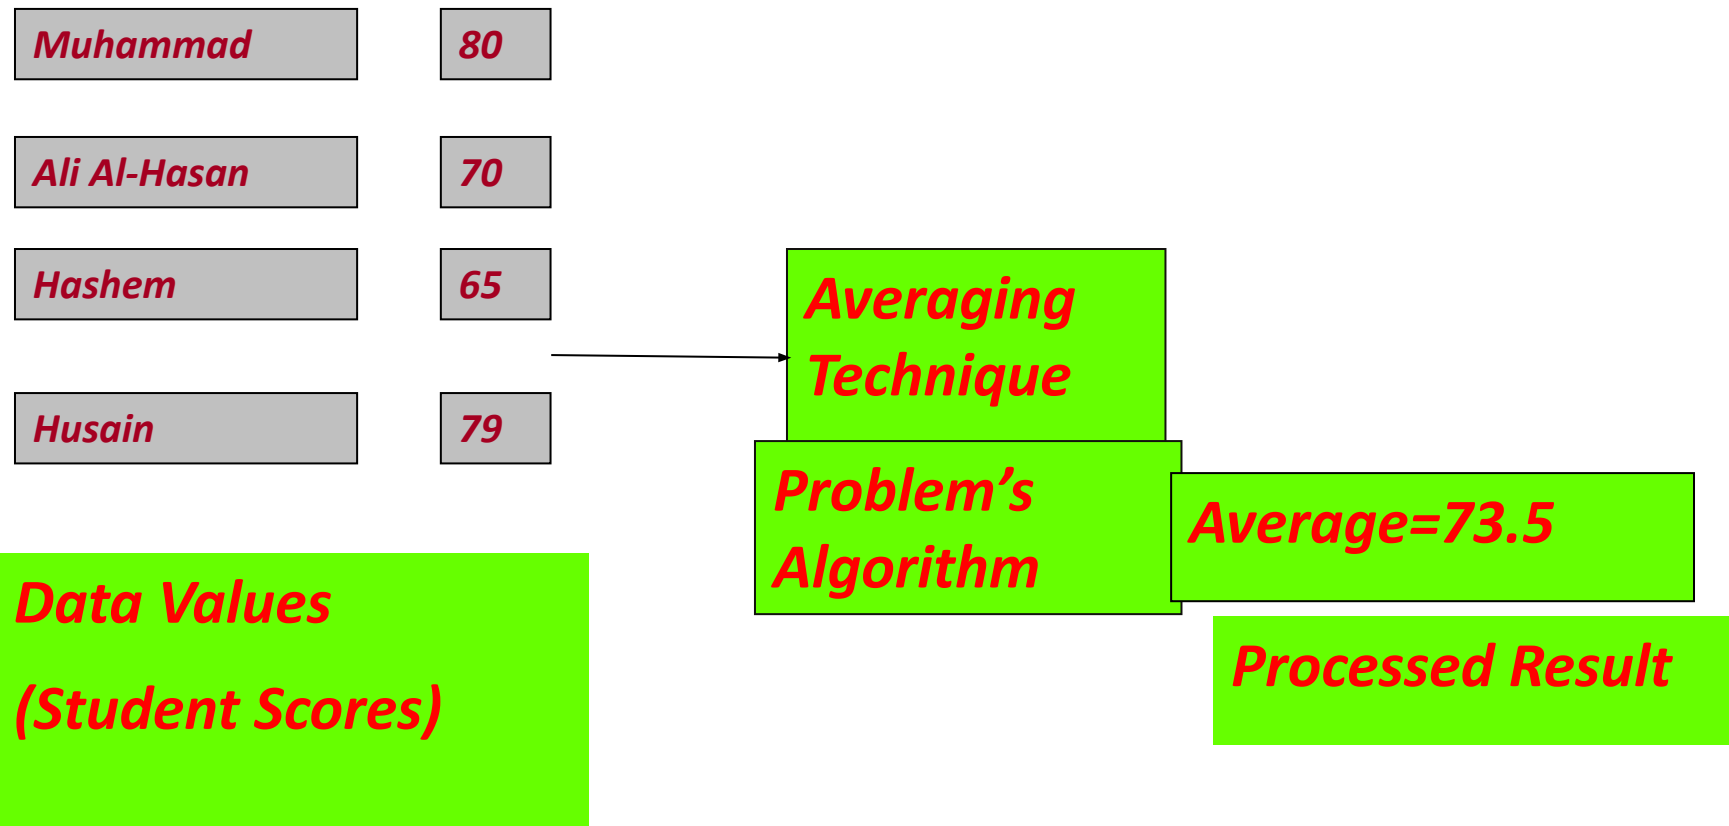 Muhammad 80
Ali Al-Hasan 70
Hashem 65
Husain 79
Data Values
(Student Scores)
Averaging
Technique
Problem’s
Algorithm
Average=73.5
Processed Result